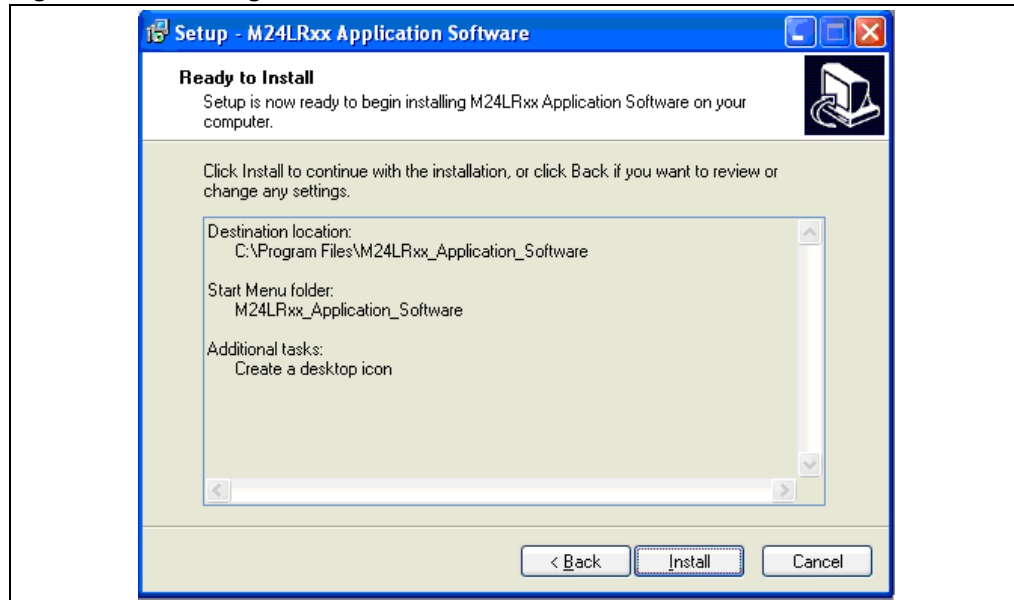 Setup - M24LRxx Application Software
Ready to Install
Setup is now ready to begin installing M24LRxx Application Software on your
computer.
Click Install to continue with the installation, or click Back if you want to review or
change any settings.
Destination location:
C:\Program Files\M24LRxx_Application_Software
Start Menu folder:
M24LRxx_Application_Software
Additional tasks:
Create a desktop icon
< Back Install Cancel